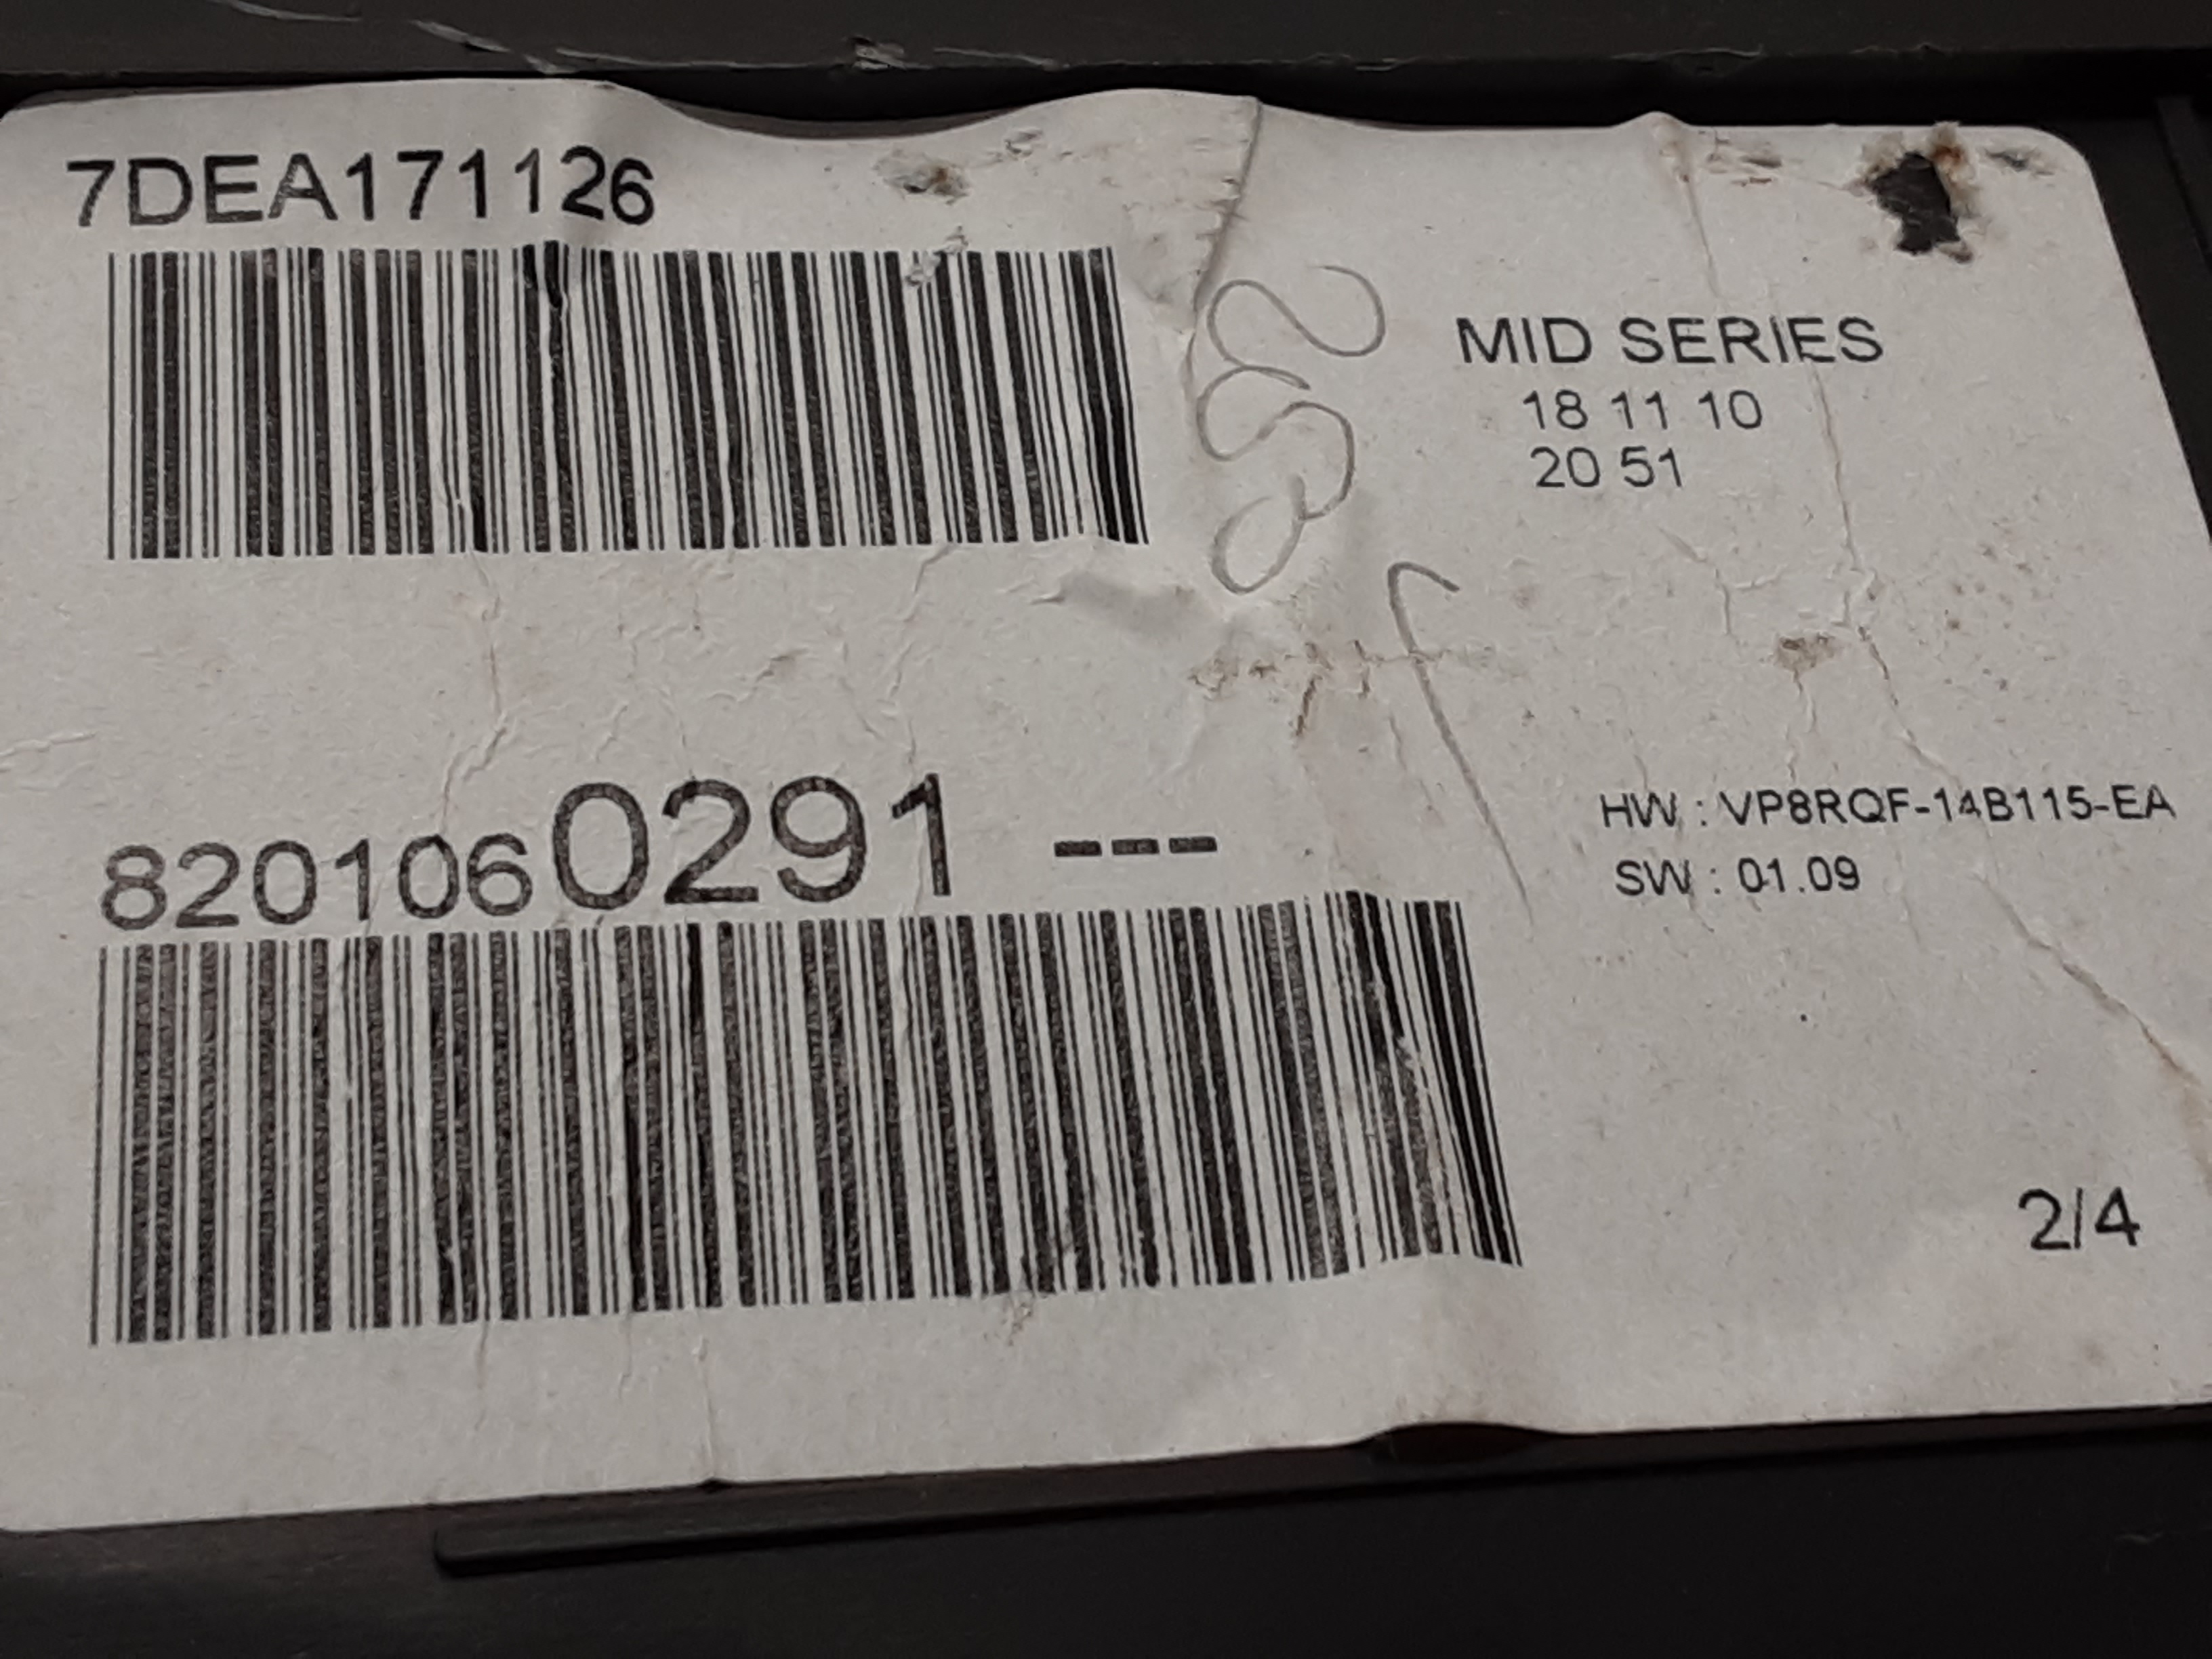 7DEA171126
MID SERIES
18 11 10
20 51
8201060291 ---
HW : VP8RQF-14B115-EA
SW : 01.09
2/4